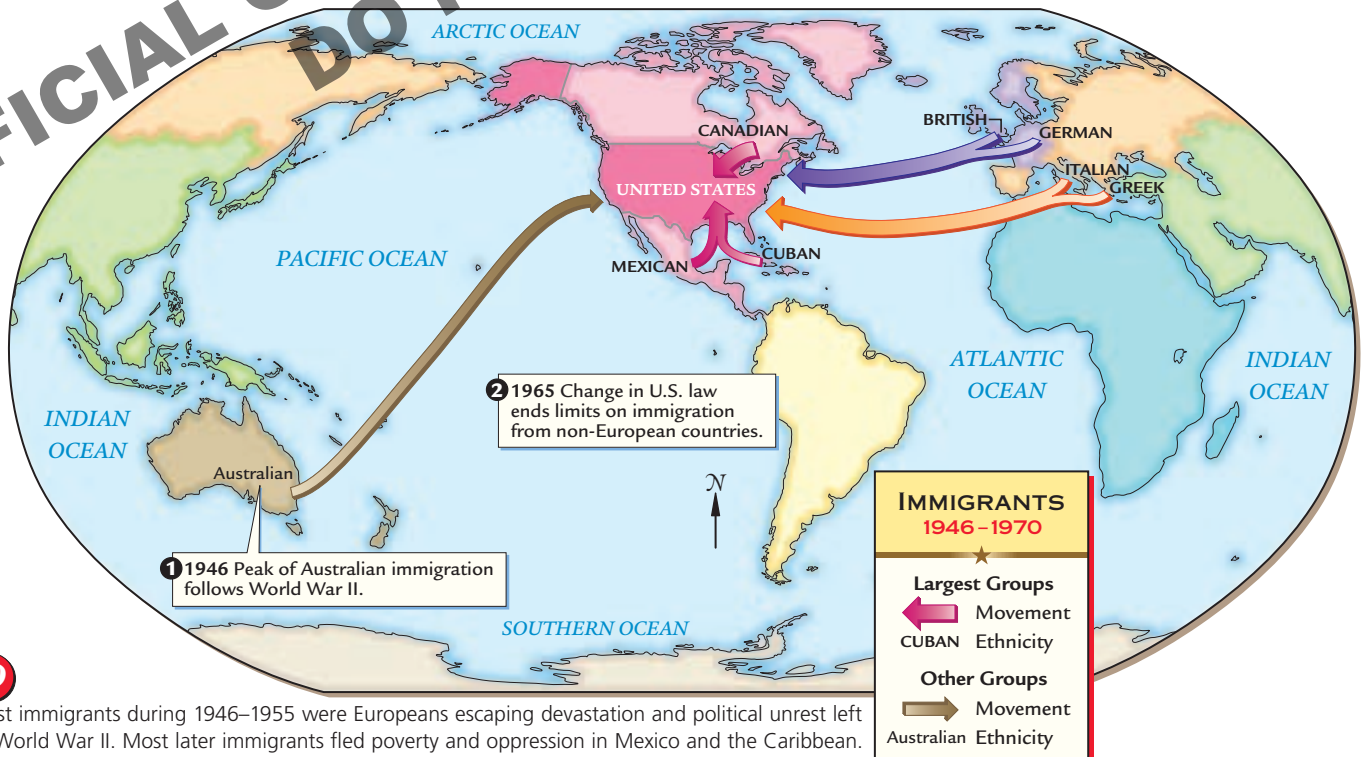 FICIAL
DO
ARCTIC OCEAN
CANADIAN
BRITISH
GERMAN
ITALIAN
GREEK
UNITED STATES
PACIFIC OCEAN
MEXICAN
CUBAN
ATLANTIC
OCEAN
INDIAN
OCEAN
INDIAN
OCEAN
Australian
2 1965 Change in U.S. law
ends limits on immigration
from non-European countries.
N
1 1946 Peak of Australian immigration
follows World War II.
SOUTHERN OCEAN
IMMIGRANTS
1946–1970
Largest Groups
Movement
CUBAN Ethnicity
Other Groups
Movement
Australian Ethnicity
st immigrants during 1946–1955 were Europeans escaping devastation and political unrest left
World War II. Most later immigrants fled poverty and oppression in Mexico and the Caribbean.